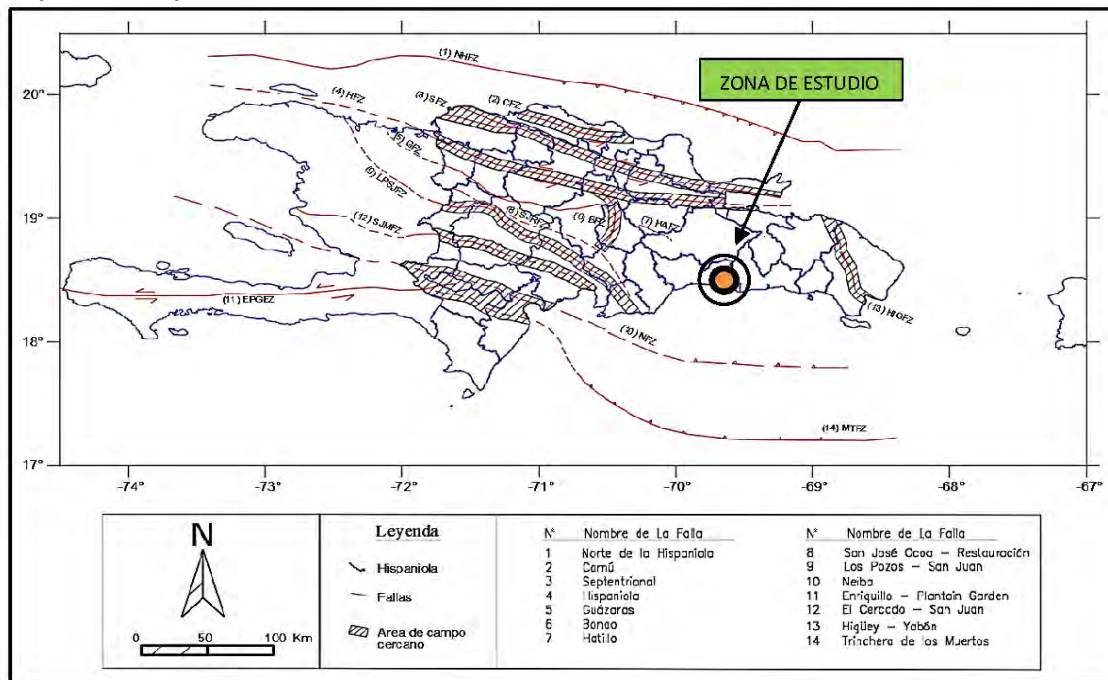 ZONA DE ESTUDIO
20°
19°
18°
17°
(1) NHFZ
(2) CFZ
(3) SFZ
(4) HFZ
(5) GFZ
(6) BFZ
(7) HAFZ
(8) SJRFZ
(9) LPSJFZ
(12) SJMFZ
(11) EPGFZ
(10) NFZ
(13) HIGFZ
(14) MTFZ
-74° -73° -72° -71° -70° -69° -68° -67°
N
0 50 100 Km
Leyenda
Hispaniola
Fallas
Area de campo
cercano
N° Nombre de La Falla
1 Norte de la Hispaniola
2 Camú
3 Septentrional
4 Hispaniola
5 Guázaras
6 Bonao
7 Hatillo
N° Nombre de La Falla
8 San José Ocoa – Restauración
9 Los Pozos – San Juan
10 Neiba
11 Enriquillo – Plantain Garden
12 El Cercado – San Juan
13 Higüey – Yabón
14 Trinchera de los Muertos